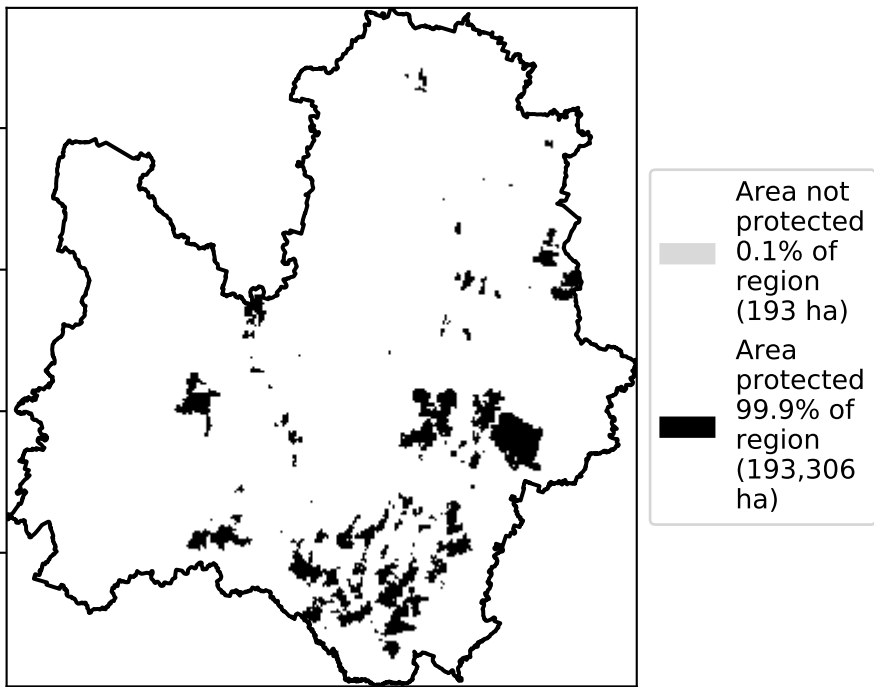 Area not
protected
0.1% of
region
(193 ha)
Area
protected
99.9% of
region
(193,306
ha)